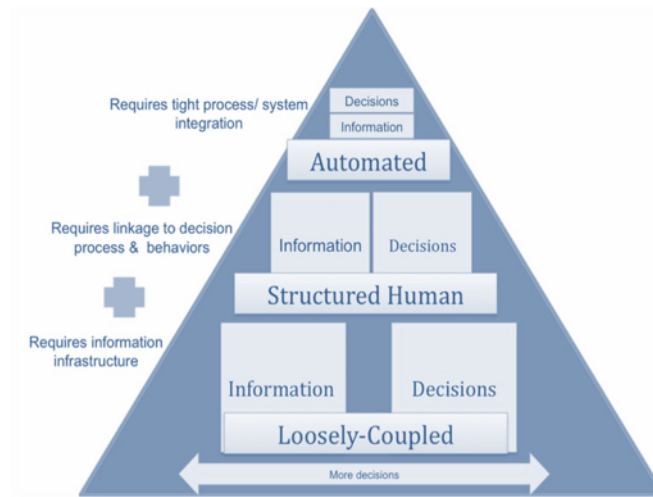 Decisions
Requires tight process/ system
integration
Information
Automated
Requires linkage to decision
process & behaviors
Information
Decisions
Structured Human
Requires information
infrastructure
Information
Decisions
Loosely-Coupled
More decisions